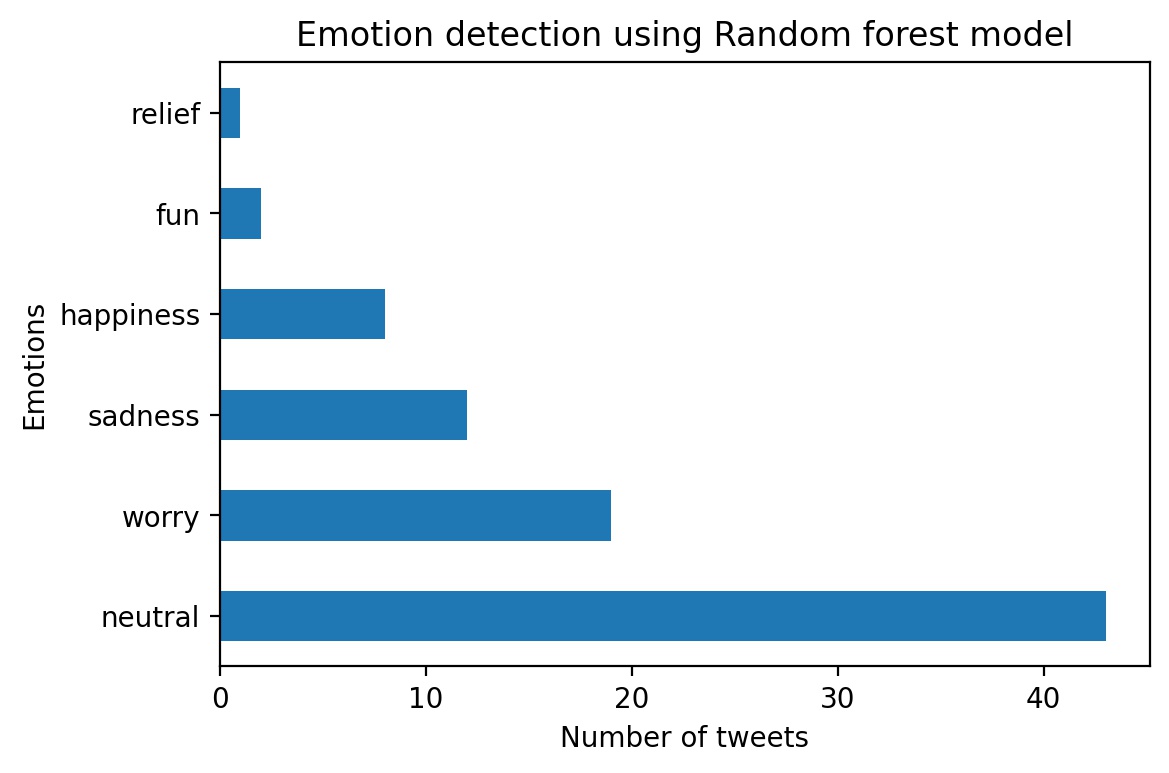 Emotion detection using Random forest model
relief
fun
happiness
sadness
worry
neutral
Emotions
0 10 20 30 40
Number of tweets